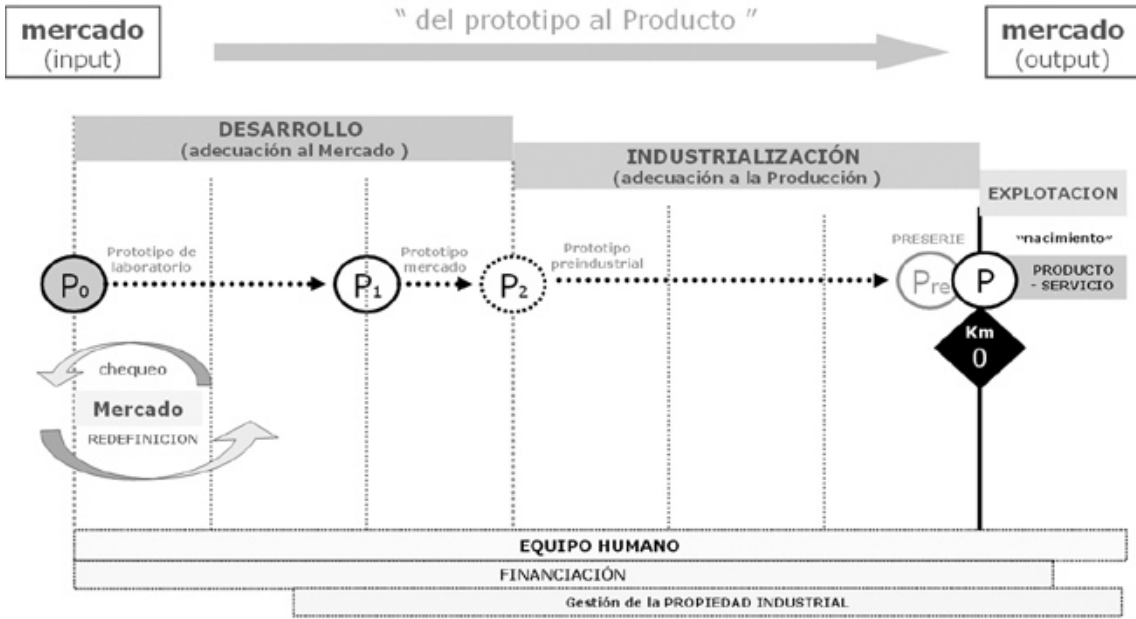 mercado
(input)
“ del prototipo al Producto ”
mercado
(output)
DESARROLLO
(adecuación al Mercado )
INDUSTRIALIZACIÓN
(adecuación a la Producción )
EXPLOTACION
"nacimiento"
PRODUCTO
- SERVICIO
Prototipo de
laboratorio
Prototipo
mercado
Prototipo
preindustrial
PRESERIE
P0
P1
P2
Pre
P
Km
0
chequeo
Mercado
REDEFINICION
EQUIPO HUMANO
FINANCIACIÓN
Gestión de la PROPIEDAD INDUSTRIAL